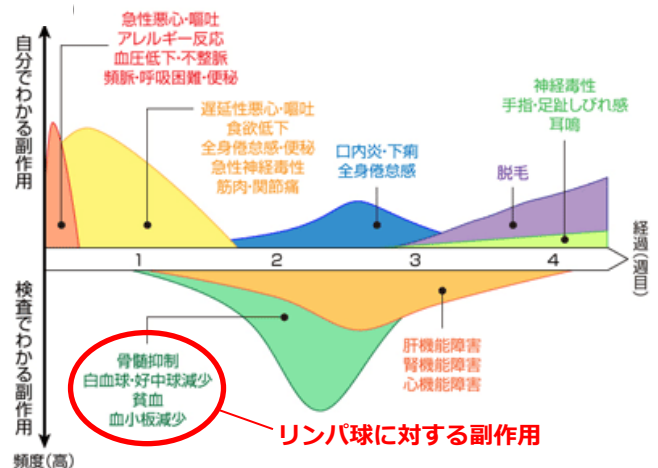 自分でわかる副作用
急性悪心・嘔吐
アレルギー反応
血圧低下・不整脈
頻脈・呼吸困難・便秘
遅延性悪心・嘔吐
食欲低下
全身倦怠感・便秘
急性神経毒性
筋肉・関節痛
口内炎・下痢
全身倦怠感
脱毛
神経毒性
手指・足趾しびれ感
耳鳴
1
2
3
4
経過(週目)
検査でわかる副作用
骨髄抑制
白血球・好中球減少
貧血
血小板減少
肝機能障害
腎機能障害
心機能障害
リンパ球に対する副作用
頻度(高)